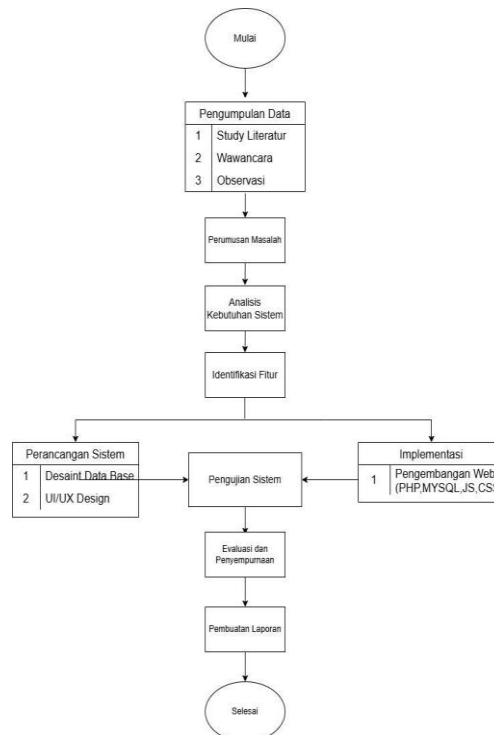 Mulai
Pengumpulan Data
1 Study Literatur
2 Wawancara
3 Observasi
Perumusan Masalah
Analisis
Kebutuhan Sistem
Identifikasi Fitur
Perancangan Sistem
1 Desaint Data Base
2 UI/UX Design
Pengujian Sistem
Implementasi
1 Pengembangan Web
(PHP,MYSQL,JS,CSS
Evaluasi dan
Penyempurnaan
Pembuatan Laporan
Selesai